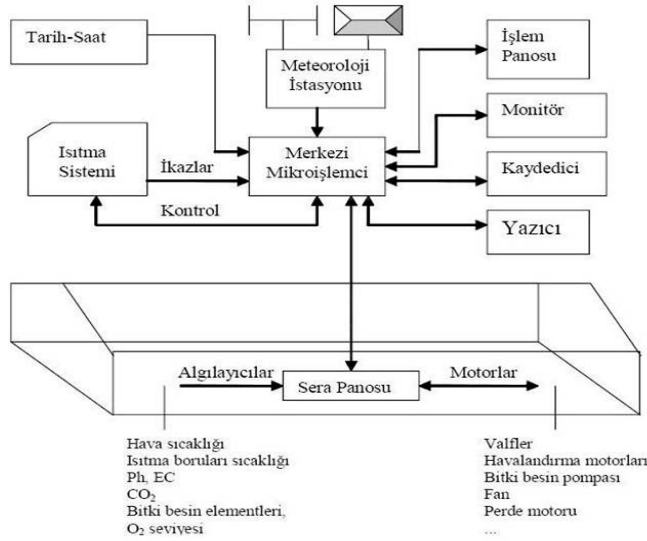 Tarih-Saat
Meteoroloji
İstasyonu
İşlem
Panosu
Monitör
Isıtma
Sistemi
İkazlar
Merkezi
Mikroişlemci
Kaydedici
Kontrol
Yazıcı
Algılayıcılar
Sera Panosu
Motorlar
Hava sıcaklığı
Isıtma boruları sıcaklığı
Ph, EC
CO₂
Bitki besin elementleri,
O₂ seviyesi
Valfler
Havalandırma motorları
Bitki besin pompası
Fan
Perde motoru
...